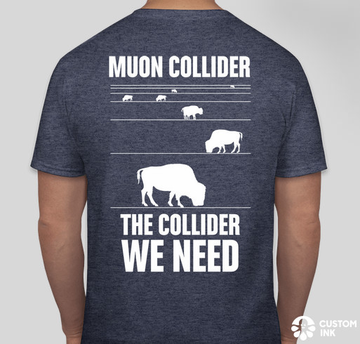 MUON COLLIDER
THE COLLIDER
WE NEED
CUSTOM
INK